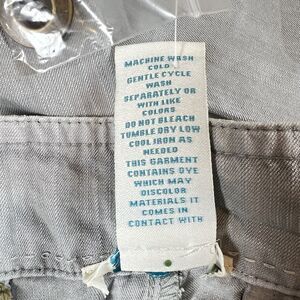 MACHINE WASH
COLD
GENTLE CYCLE
WASH
SEPARATELY OR
WITH LIKE
COLORS
DO NOT BLEACH
TUMBLE DRY LOW
COOL IRON AS
NEEDED
THIS GARMENT
CONTAINS DYE
WHICH MAY
DISCOLOR
MATERIALS IT
COMES IN
CONTACT WITH